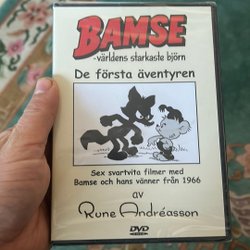 BAMSE
-världens starkaste björn
De första äventyren
Sex svartvita filmer med
Bamse och hans vänner från 1966
av
Rune Andréasson
DVD